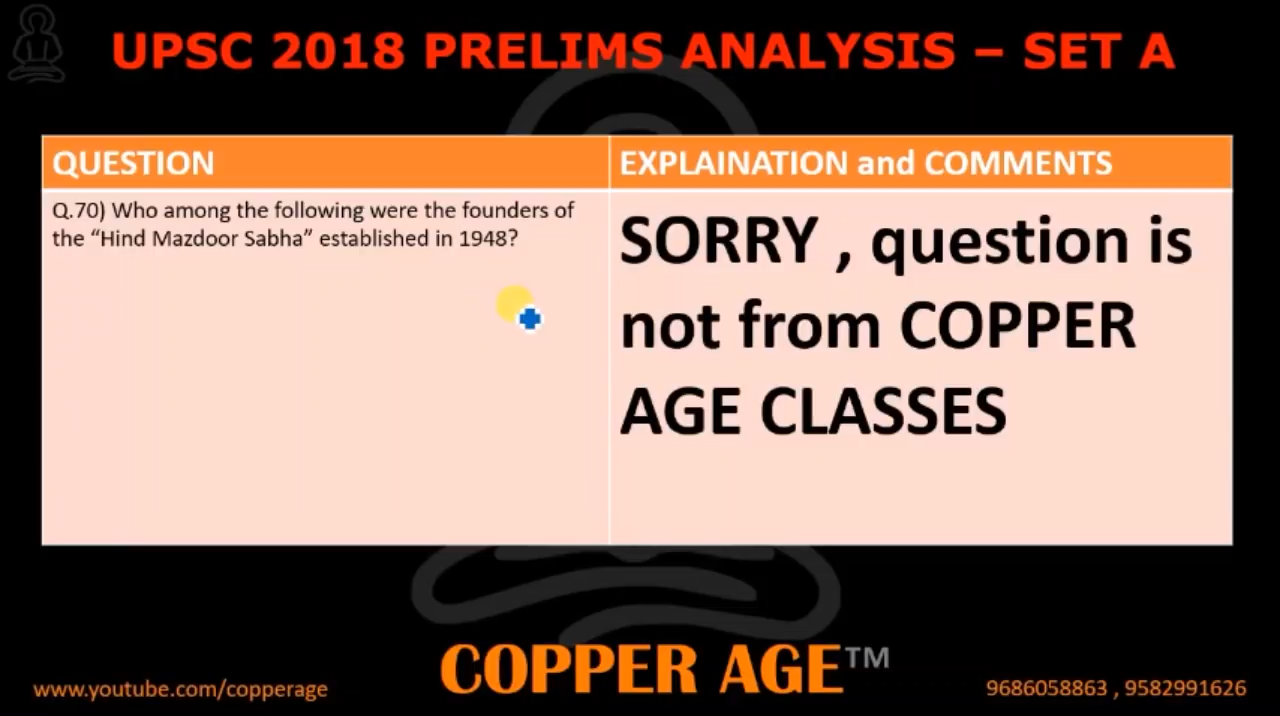 UPSC 2018 PRELIMS ANALYSIS – SET A
QUESTION
EXPLAINATION and COMMENTS
Q.70) Who among the following were the founders of
the “Hind Mazdoor Sabha” established in 1948?
SORRY , question is
not from COPPER
AGE CLASSES
COPPER AGE™
www.youtube.com/copperage
9686058863 , 9582991626